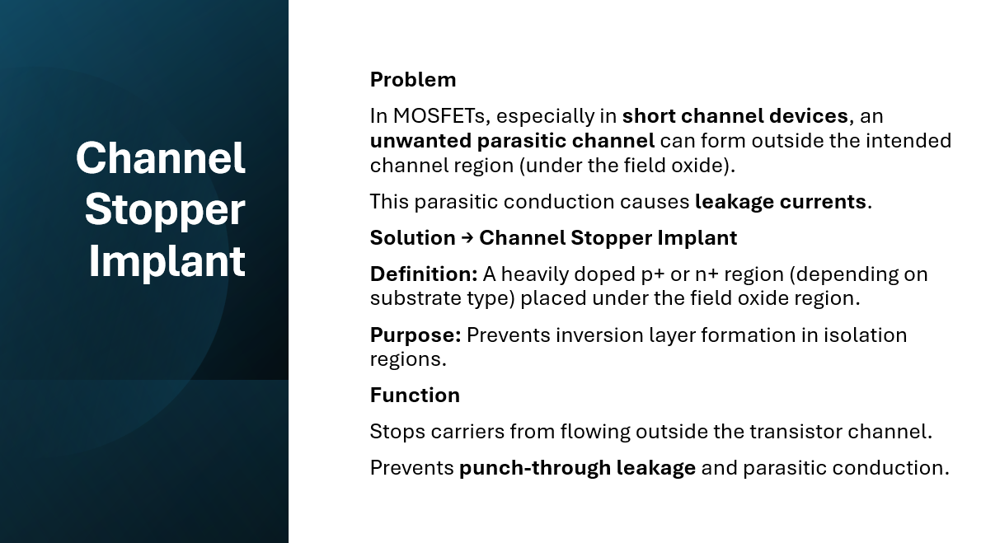 Channel
Stopper
Implant
Problem
In MOSFETs, especially in short channel devices, an
unwanted parasitic channel can form outside the intended
channel region (under the field oxide).
This parasitic conduction causes leakage currents.
Solution → Channel Stopper Implant
Definition: A heavily doped p+ or n+ region (depending on
substrate type) placed under the field oxide region.
Purpose: Prevents inversion layer formation in isolation
regions.
Function
Stops carriers from flowing outside the transistor channel.
Prevents punch-through leakage and parasitic conduction.